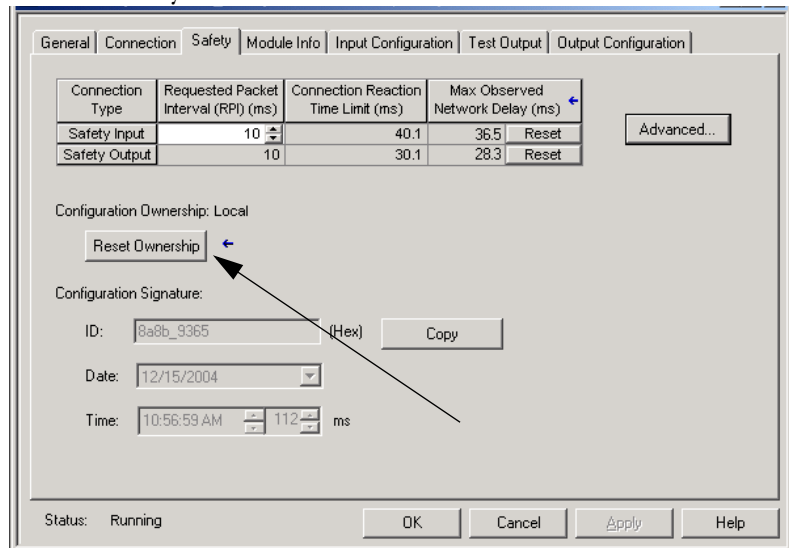 General Connection Safety Module Info Input Configuration Test Output Output Configuration
Connection Type Requested Packet Interval (RPI) (ms) Connection Reaction Time Limit (ms) Max Observed Network Delay (ms)
Safety Input 10 40.1 36.5 Reset
Safety Output 10 30.1 28.3 Reset
Advanced...
Configuration Ownership: Local
Reset Ownership
Configuration Signature:
ID: 8a8b_9365 (Hex) Copy
Date: 12/15/2004
Time: 10:56:59 AM 112 ms
Status: Running OK Cancel Apply Help